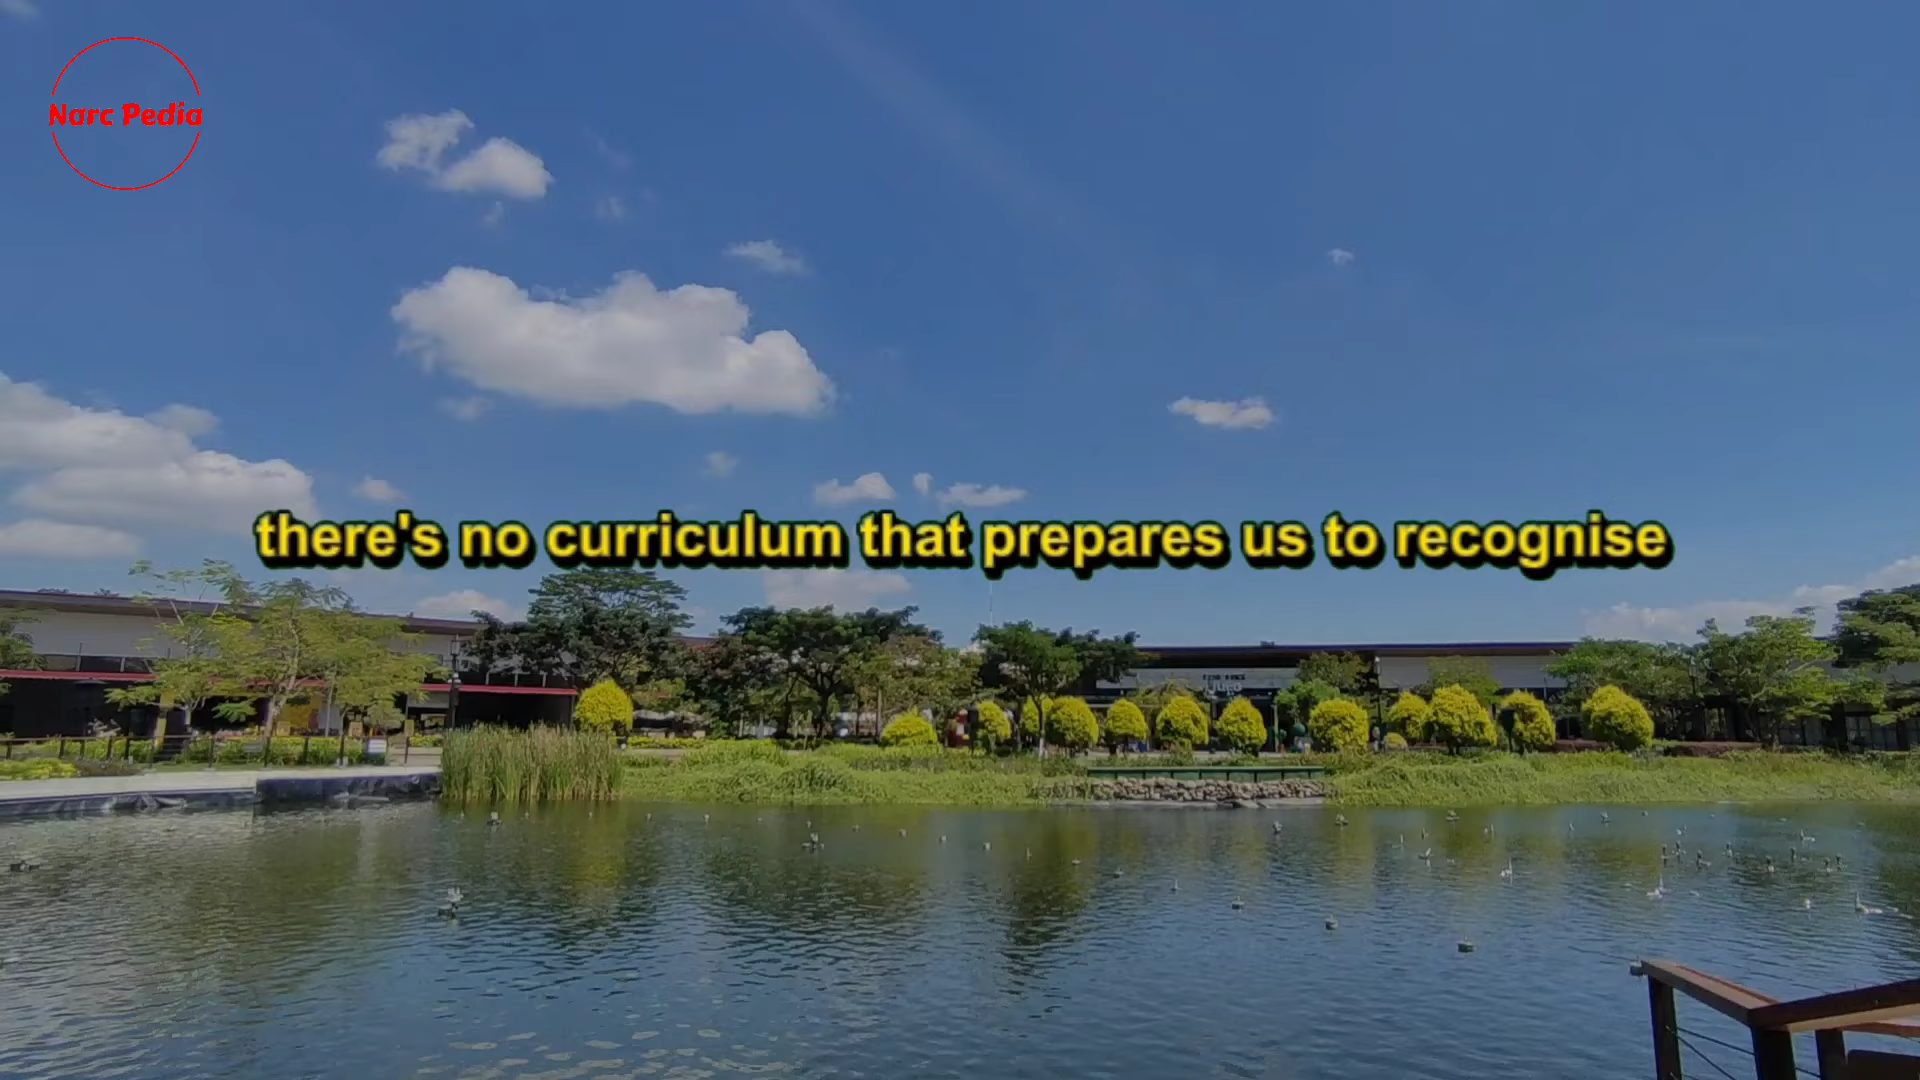 Narc Pedia
there's no curriculum that prepares us to recognise